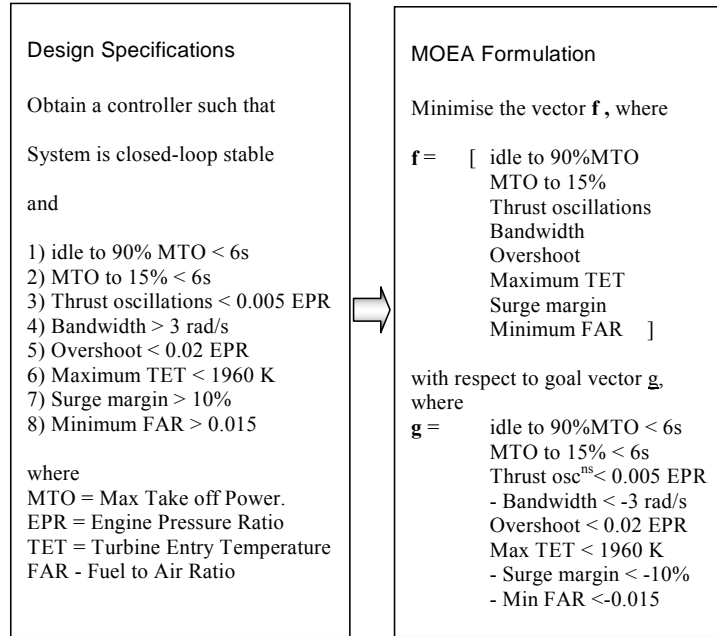 Design Specifications
Obtain a controller such that
System is closed-loop stable
and
1) idle to 90% MTO < 6s
2) MTO to 15% < 6s
3) Thrust oscillations < 0.005 EPR
4) Bandwidth > 3 rad/s
5) Overshoot < 0.02 EPR
6) Maximum TET < 1960 K
7) Surge margin > 10%
8) Minimum FAR > 0.015
where
MTO = Max Take off Power.
EPR = Engine Pressure Ratio
TET = Turbine Entry Temperature
FAR - Fuel to Air Ratio
MOEA Formulation
Minimise the vector f , where
f = [ idle to 90%MTO
MTO to 15%
Thrust oscillations
Bandwidth
Overshoot
Maximum TET
Surge margin
Minimum FAR ]
with respect to goal vector g,
where
g = idle to 90%MTO < 6s
MTO to 15% < 6s
Thrust osc^ns < 0.005 EPR
- Bandwidth < -3 rad/s
Overshoot < 0.02 EPR
Max TET < 1960 K
- Surge margin < -10%
- Min FAR <-0.015